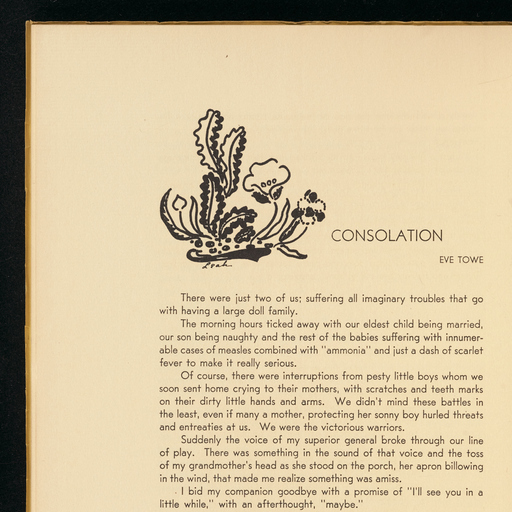 Leah
CONSOLATION
EVE TOWE
There were just two of us; suffering all imaginary troubles that go
with having a large doll family.
The morning hours ticked away with our eldest child being married,
our son being naughty and the rest of the babies suffering with innumer-
able cases of measles combined with "ammonia" and just a dash of scarlet
fever to make it really serious.
Of course, there were interruptions from pesty little boys whom we
soon sent home crying to their mothers, with scratches and teeth marks
on their dirty little hands and arms. We didn't mind these battles in
the least, even if many a mother, protecting her sonny boy hurled threats
and entreaties at us. We were the victorious warriors.
Suddenly the voice of my superior general broke through our line
of play. There was something in the sound of that voice and the toss
of my grandmother's head as she stood on the porch, her apron billowing
in the wind, that made me realize something was amiss.
I bid my companion goodbye with a promise of "I'll see you in a
little while," with an afterthought, "maybe."